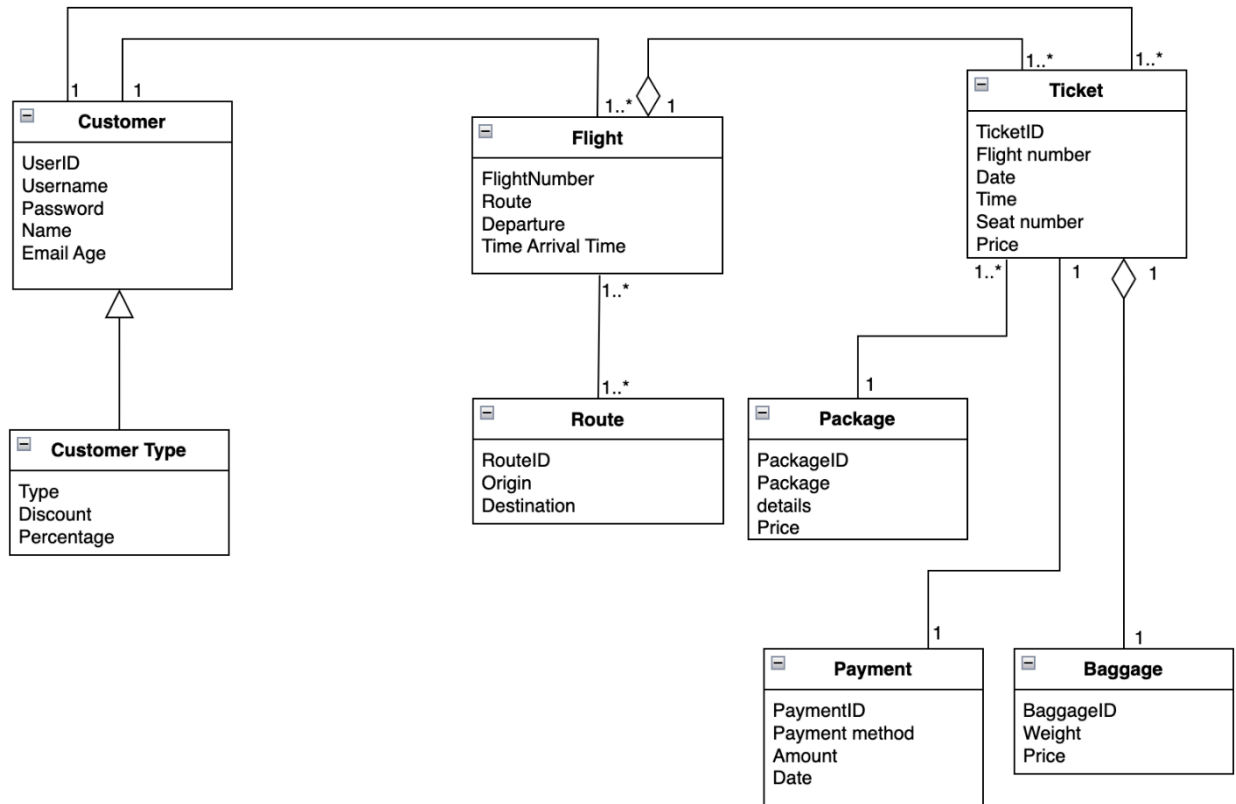 1
1
1..*
1
1..*
1..*
Customer
UserID
Username
Password
Name
Email Age
Flight
FlightNumber
Route
Departure
Time Arrival Time
Ticket
TicketID
Flight number
Date
Time
Seat number
Price
1..*
1..*
1..*
1
1
1
Customer Type
Type
Discount
Percentage
Route
RouteID
Origin
Destination
Package
PackageID
Package
details
Price
1
1
Payment
PaymentID
Payment method
Amount
Date
Baggage
BaggageID
Weight
Price